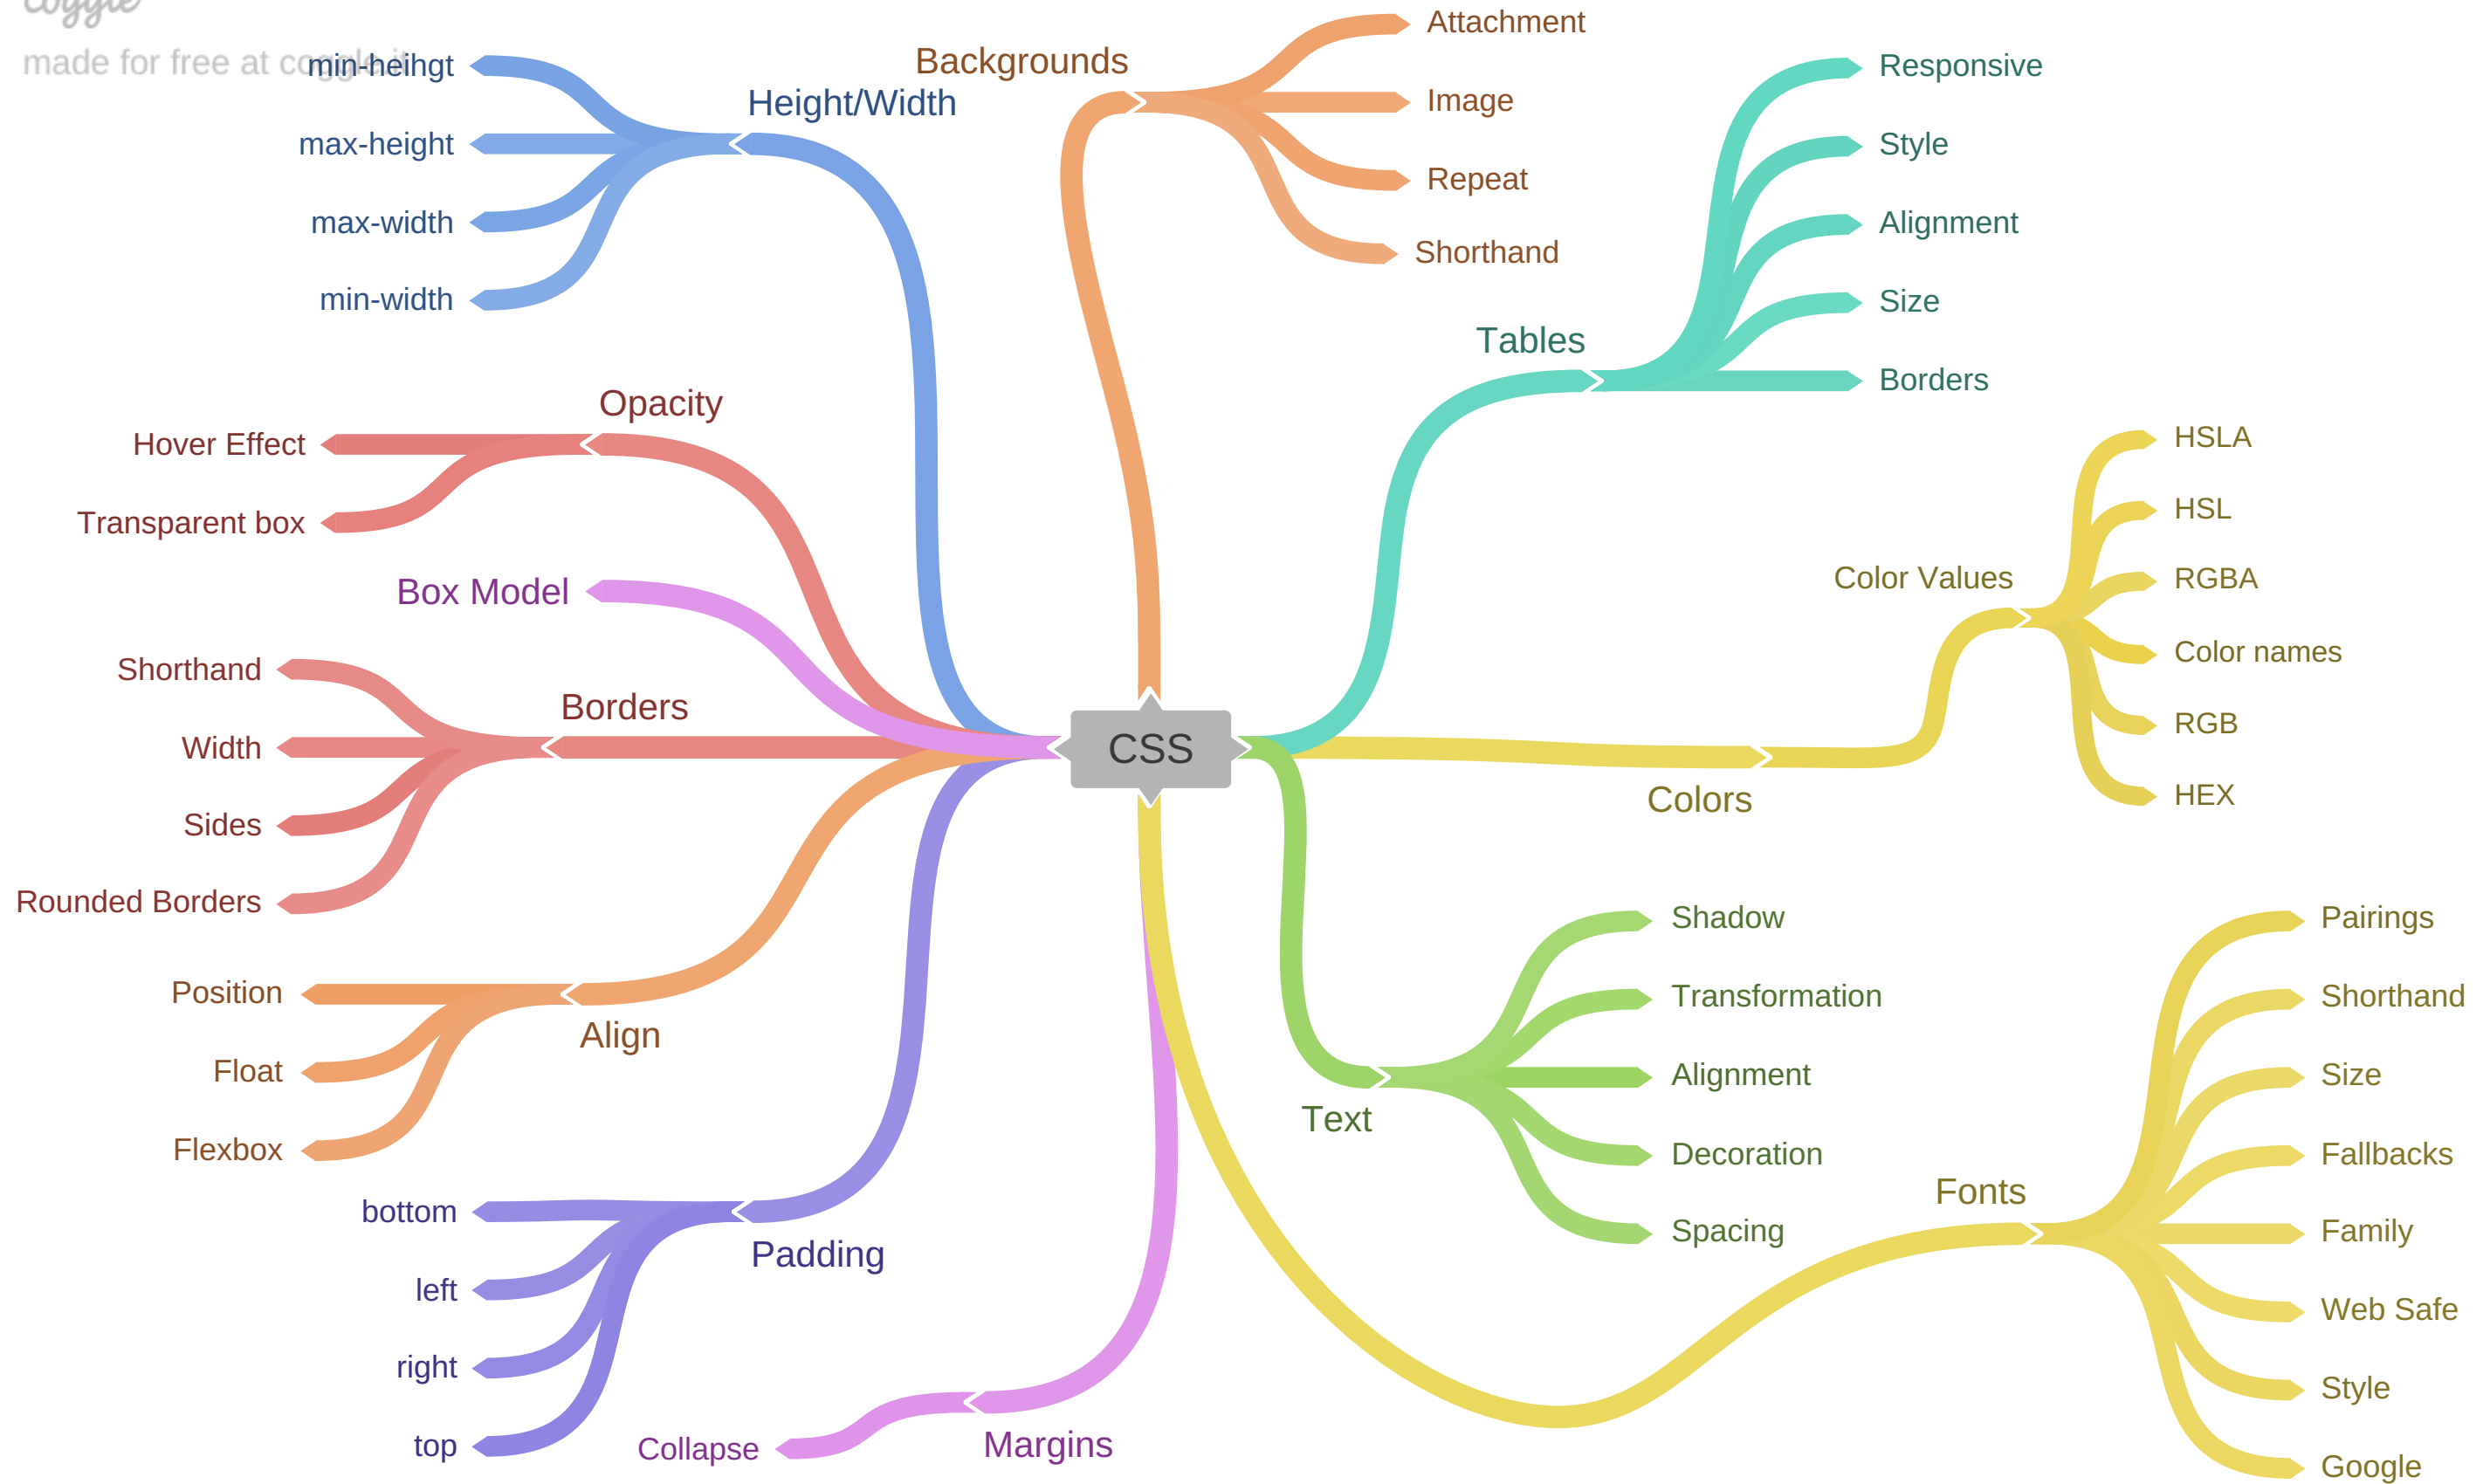 coggle
made for free at coggle.it
Height/Width
min-heihgt
max-height
max-width
min-width
Opacity
Hover Effect
Transparent box
Box Model
Borders
Shorthand
Width
Sides
Rounded Borders
Align
Position
Float
Flexbox
Padding
bottom
left
right
top
Margins
Collapse
CSS
Backgrounds
Attachment
Image
Repeat
Shorthand
Tables
Responsive
Style
Alignment
Size
Borders
Colors
Color Values
HSLA
HSL
RGBA
Color names
RGB
HEX
Text
Shadow
Transformation
Alignment
Decoration
Spacing
Fonts
Pairings
Shorthand
Size
Fallbacks
Family
Web Safe
Style
Google